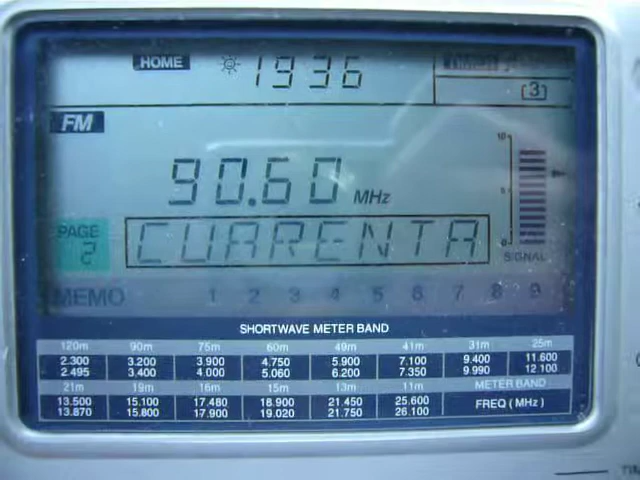 HOME 1936
3
FM
10
90.60 MHz
5
PAGE 2
CUARENTA
0
SIGNAL
MEMO 1 2 3 4 5 6 7 8 9
SHORTWAVE METER BAND
120m 90m 75m 60m 49m 41m 31m 25m
2.300 3.200 3.900 4.750 5.900 7.100 9.400 11.600
2.495 3.400 4.000 5.060 6.200 7.350 9.990 12.100
21m 19m 16m 15m 13m 11m METER BAND
13.500 15.100 17.480 18.900 21.450 25.600 FREQ ( MHz )
13.870 15.800 17.900 19.020 21.750 26.100